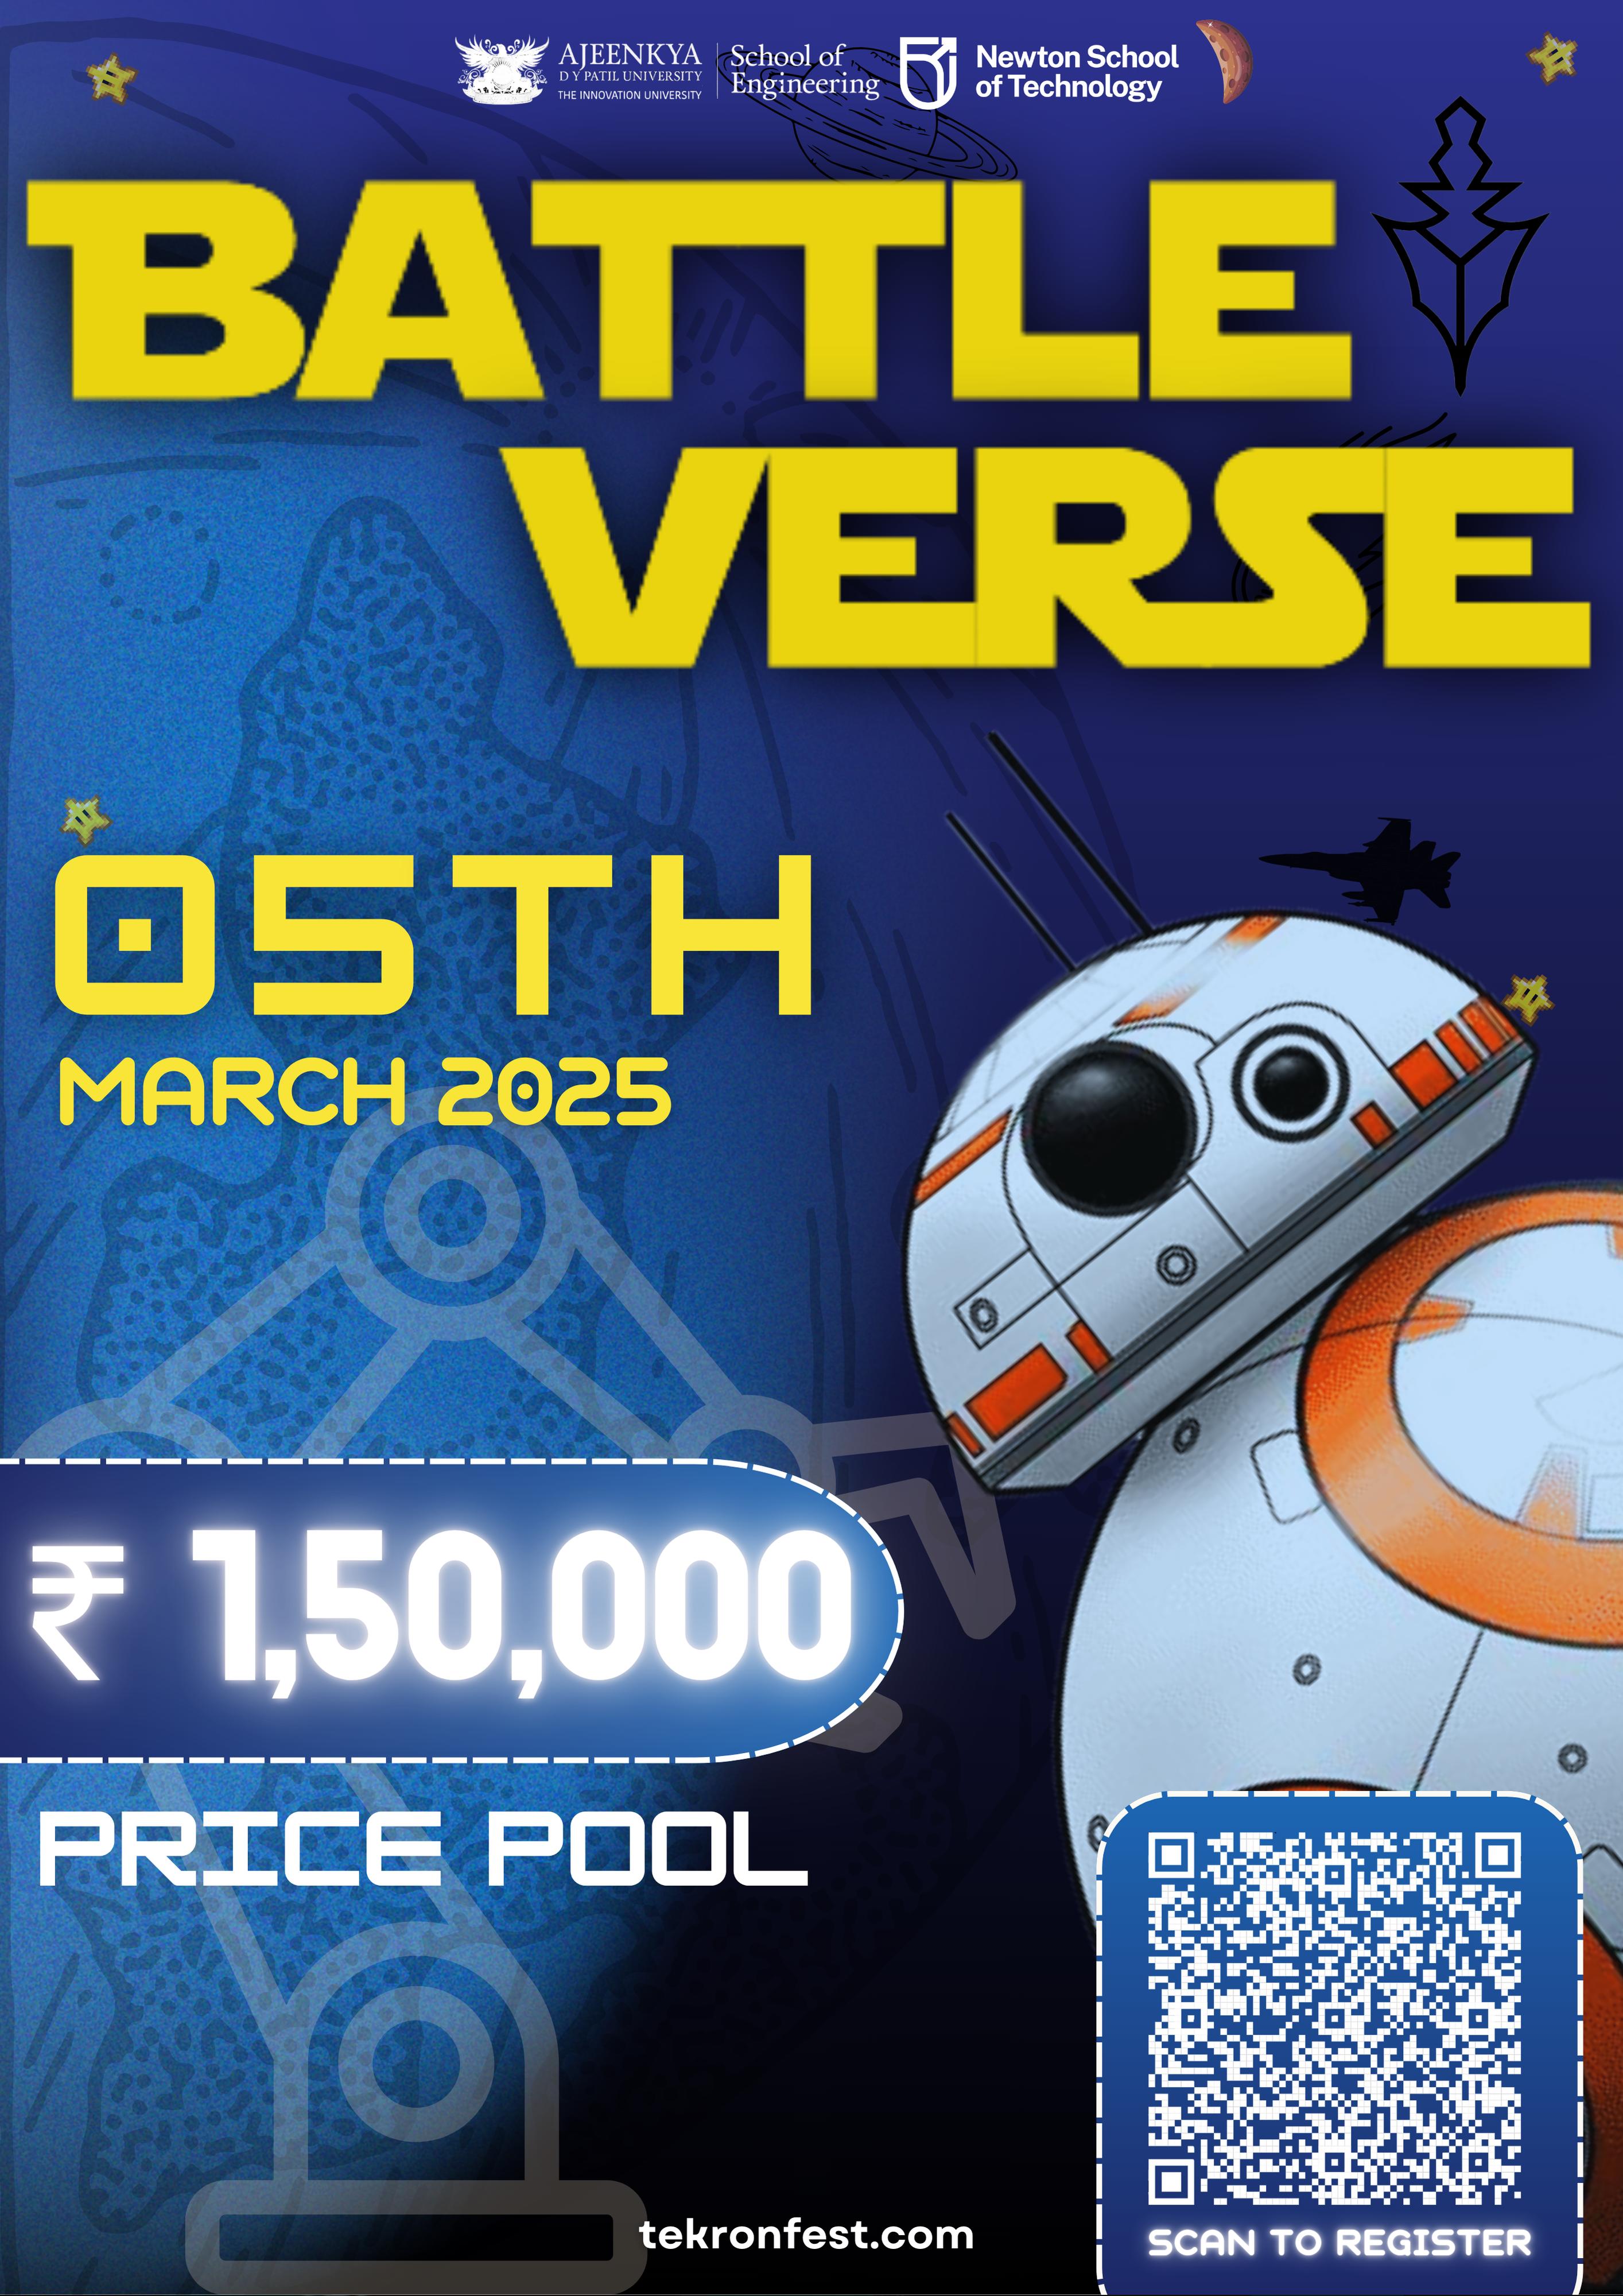 AJEENKYA
D Y PATIL UNIVERSITY
THE INNOVATION UNIVERSITY
School of
Engineering
Newton School
of Technology
BATTLE
VERSE
05TH
MARCH 2025
₹ 1,50,000
PRICE POOL
tekronfest.com
SCAN TO REGISTER